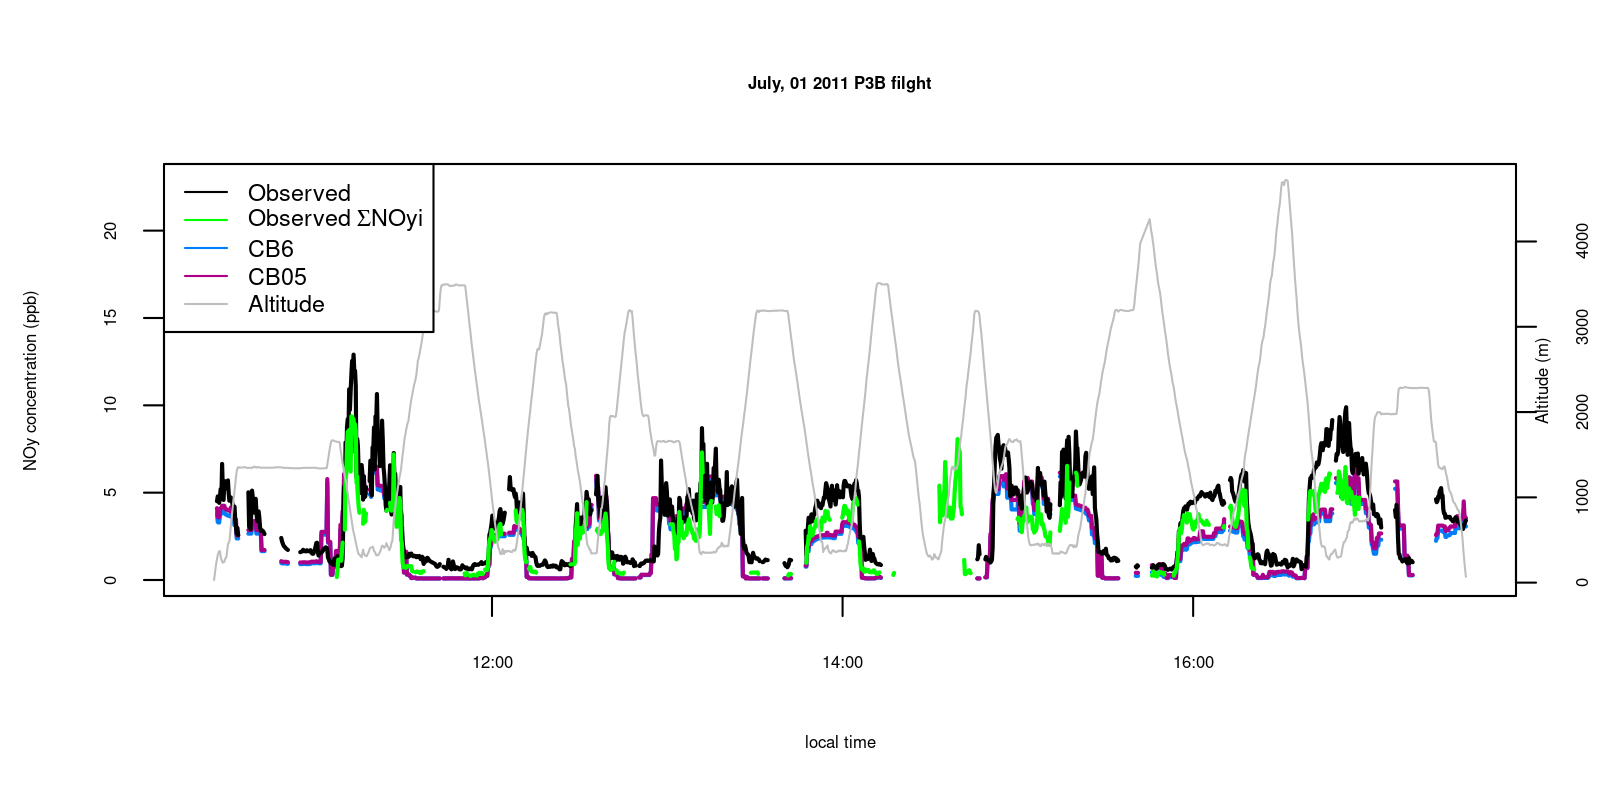 July, 01 2011 P3B filght
Observed
Observed ΣNOyi
CB6
CB05
Altitude
NOy concentration (ppb)
0
5
10
15
20
Altitude (m)
0
1000
2000
3000
4000
12:00
14:00
16:00
local time